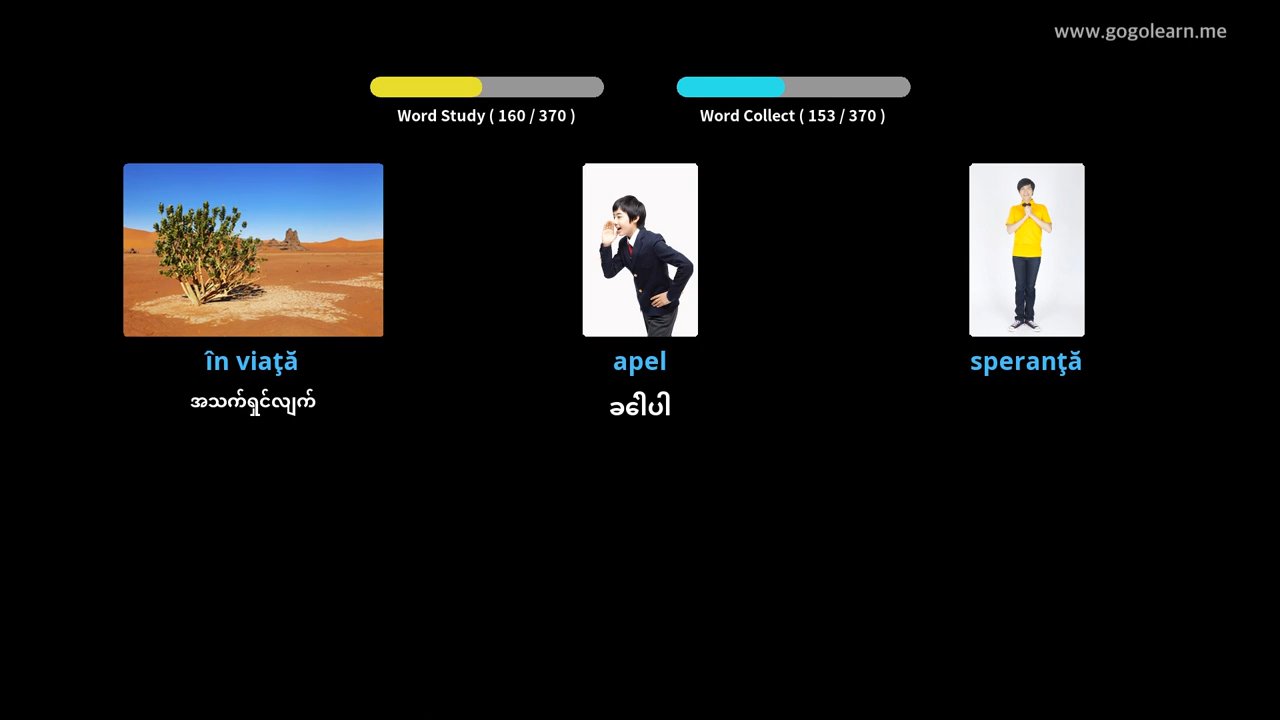 www.gogolearn.me
Word Study ( 160 / 370 )
Word Collect ( 153 / 370 )
în viaţă
apel
speranţă
အသက်ရှင်လျက်
ခေါ်ပါ